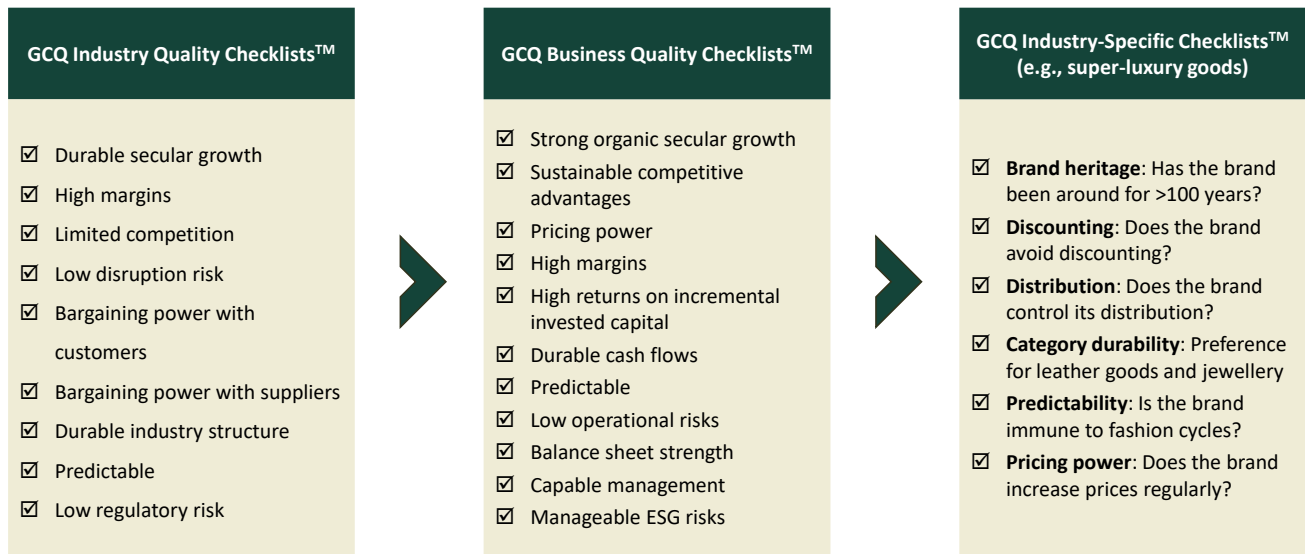 GCQ Industry Quality Checklists™
☑ Durable secular growth
☑ High margins
☑ Limited competition
☑ Low disruption risk
☑ Bargaining power with
customers
☑ Bargaining power with suppliers
☑ Durable industry structure
☑ Predictable
☑ Low regulatory risk
GCQ Business Quality Checklists™
☑ Strong organic secular growth
☑ Sustainable competitive
advantages
☑ Pricing power
☑ High margins
☑ High returns on incremental
invested capital
☑ Durable cash flows
☑ Predictable
☑ Low operational risks
☑ Balance sheet strength
☑ Capable management
☑ Manageable ESG risks
GCQ Industry-Specific Checklists™
(e.g., super-luxury goods)
☑ Brand heritage: Has the brand
been around for >100 years?
☑ Discounting: Does the brand
avoid discounting?
☑ Distribution: Does the brand
control its distribution?
☑ Category durability: Preference
for leather goods and jewellery
☑ Predictability: Is the brand
immune to fashion cycles?
☑ Pricing power: Does the brand
increase prices regularly?